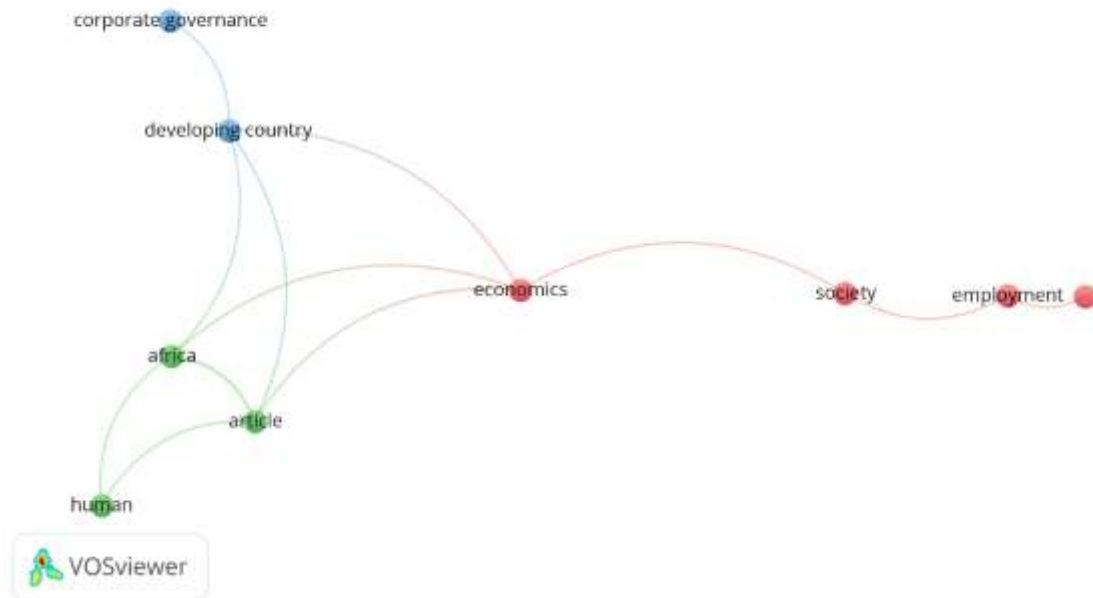 corporate governance
developing country
economics
society
employment
africa
article
human
VOSviewer